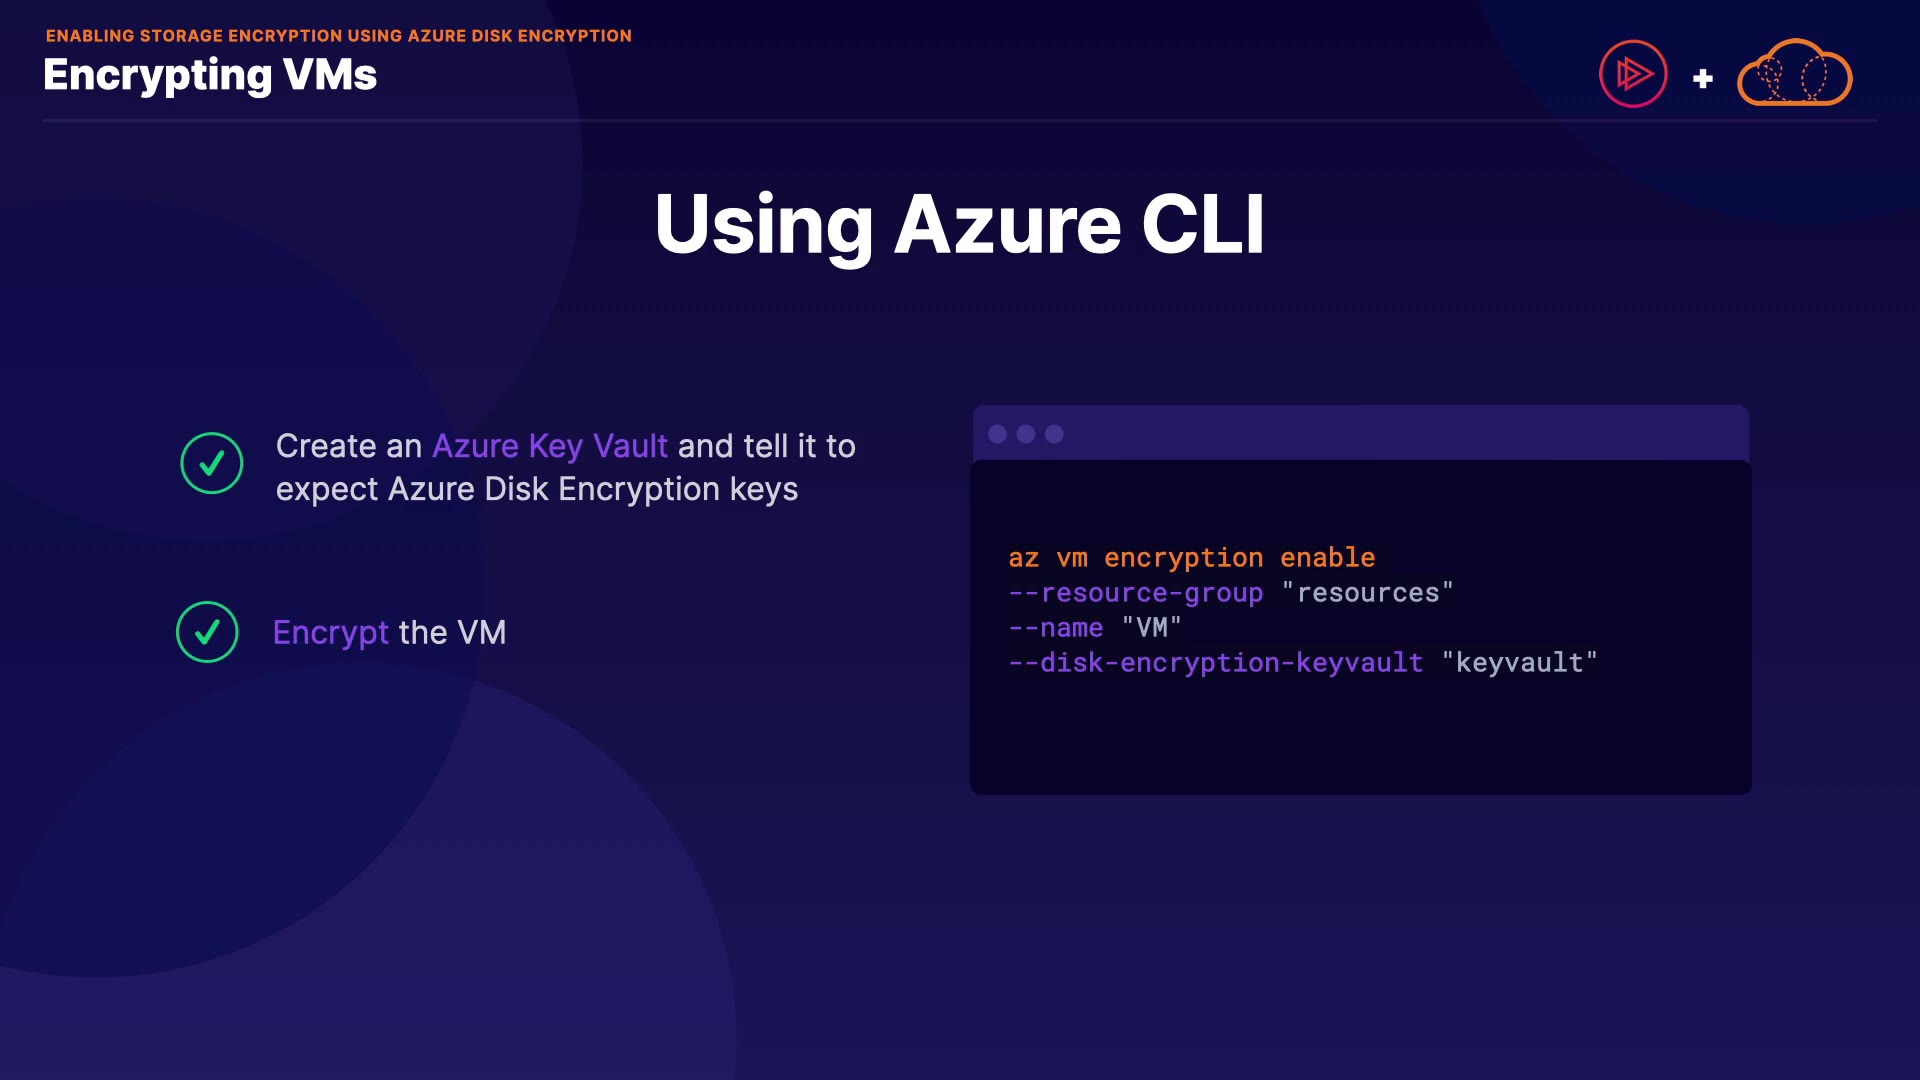 ENABLING STORAGE ENCRYPTION USING AZURE DISK ENCRYPTION
Encrypting VMs
+
Using Azure CLI
Create an Azure Key Vault and tell it to
expect Azure Disk Encryption keys
Encrypt the VM
az vm encryption enable
--resource-group "resources"
--name "VM"
--disk-encryption-keyvault "keyvault"